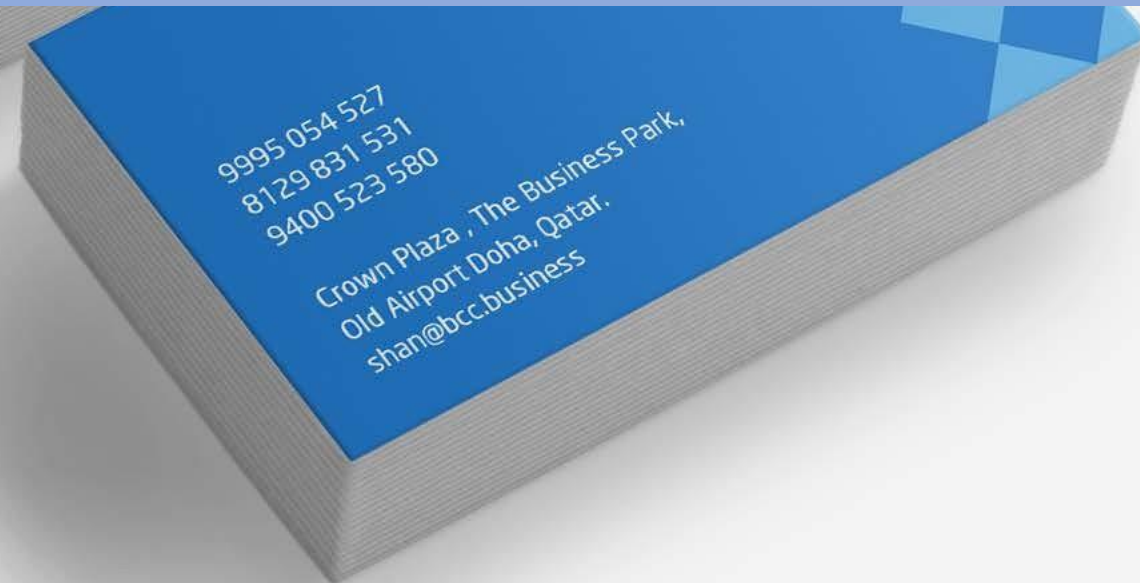 9995 054 527
8129 831 531
9400 523 580
Crown Plaza , The Business Park,
Old Airport Doha, Qatar.
shan@bcc.business